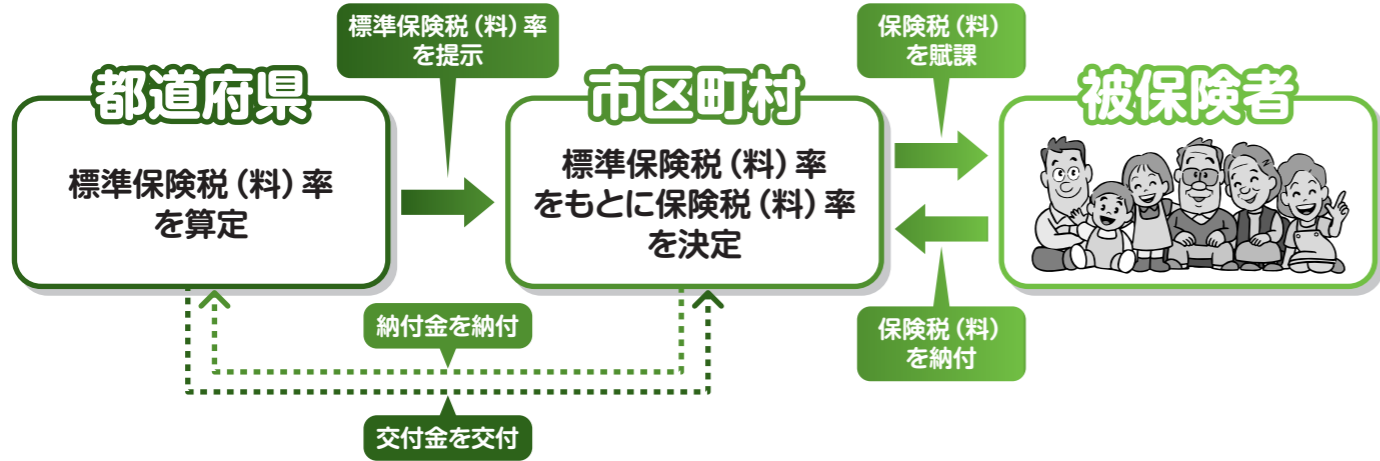 標準保険税（料）率
を提示
保険税（料）
を賦課
都道府県
市区町村
被保険者
標準保険税（料）率
を算定
標準保険税（料）率
をもとに保険税（料）率
を決定
納付金を納付
保険税（料）
を納付
交付金を交付